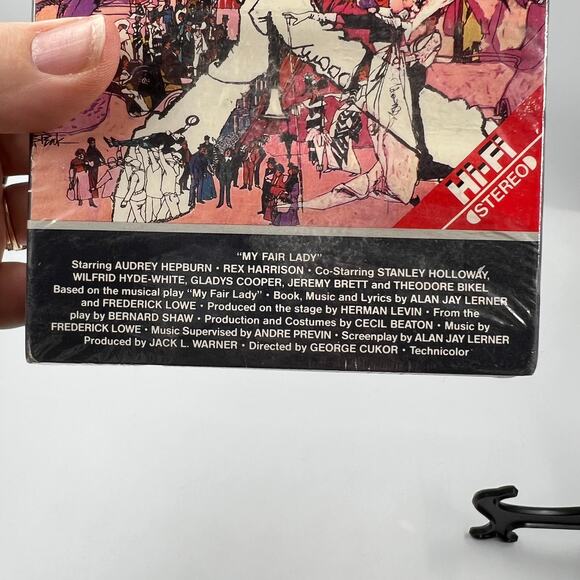 B Peak
Hi-Fi
STEREO
"MY FAIR LADY"
Starring AUDREY HEPBURN • REX HARRISON • Co-Starring STANLEY HOLLOWAY,
WILFRID HYDE-WHITE, GLADYS COOPER, JEREMY BRETT and THEODORE BIKEL
Based on the musical play "My Fair Lady" • Book, Music and Lyrics by ALAN JAY LERNER
and FREDERICK LOWE • Produced on the stage by HERMAN LEVIN • From the
play by BERNARD SHAW • Production and Costumes by CECIL BEATON • Music by
FREDERICK LOWE • Music Supervised by ANDRE PREVIN • Screenplay by ALAN JAY LERNER
Produced by JACK L. WARNER • Directed by GEORGE CUKOR • Technicolor